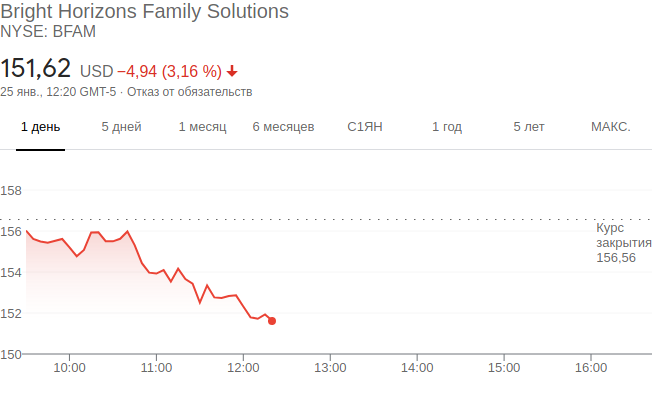 Bright Horizons Family Solutions
NYSE: BFAM
151,62 USD −4,94 (3,16 %)
25 янв., 12:20 GMT-5 · Отказ от обязательств
1 день 5 дней 1 месяц 6 месяцев С1ЯН 1 год 5 лет МАКС.
158
156
154
152
150
Курс
закрытия
156,56
10:00 11:00 12:00 13:00 14:00 15:00 16:00